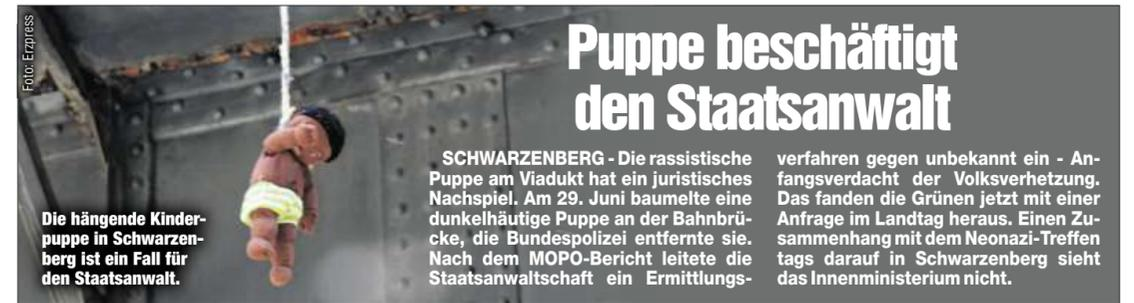 Foto: Erzpress
Puppe beschäftigt
den Staatsanwalt
Die hängende Kinder-
puppe in Schwarzen-
berg ist ein Fall für
den Staatsanwalt.
SCHWARZENBERG - Die rassistische
Puppe am Viadukt hat ein juristisches
Nachspiel. Am 29. Juni baumelte eine
dunkelhäutige Puppe an der Bahnbrü-
cke, die Bundespolizei entfernte sie.
Nach dem MOPO-Bericht leitete die
Staatsanwaltschaft ein Ermittlungs-
verfahren gegen unbekannt ein - An-
fangsverdacht der Volksverhetzung.
Das fanden die Grünen jetzt mit einer
Anfrage im Landtag heraus. Einen Zu-
sammenhang mit dem Neonazi-Treffen
tags darauf in Schwarzenberg sieht
das Innenministerium nicht.